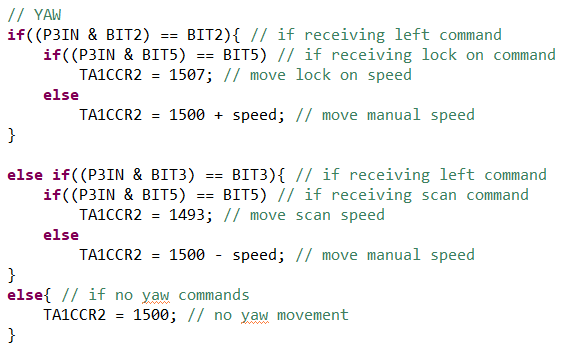 // YAW
if((P3IN & BIT2) == BIT2){ // if receiving left command
    if((P3IN & BIT5) == BIT5) // if receiving lock on command
        TA1CCR2 = 1507; // move lock on speed
    else
        TA1CCR2 = 1500 + speed; // move manual speed
}

else if((P3IN & BIT3) == BIT3){ // if receiving left command
    if((P3IN & BIT5) == BIT5) // if receiving scan command
        TA1CCR2 = 1493; // move scan speed
    else
        TA1CCR2 = 1500 - speed; // move manual speed
}
else{ // if no yaw commands
    TA1CCR2 = 1500; // no yaw movement
}